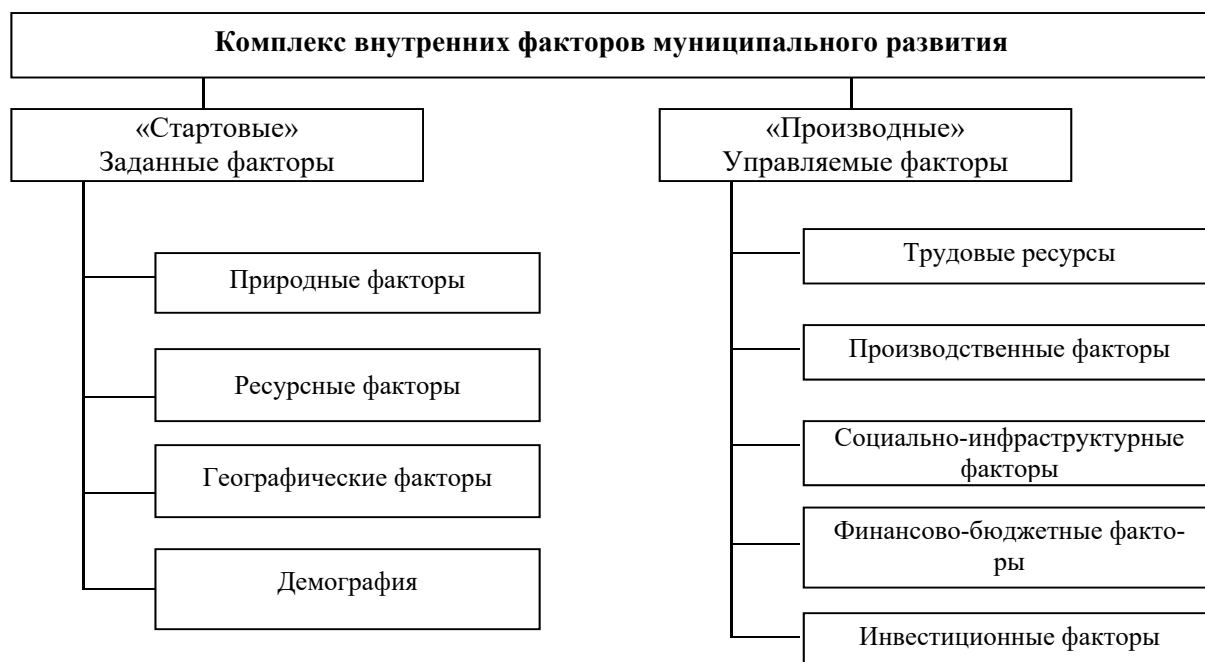 Комплекс внутренних факторов муниципального развития
«Стартовые»
Заданные факторы
Природные факторы
Ресурсные факторы
Географические факторы
Демография
«Производные»
Управляемые факторы
Трудовые ресурсы
Производственные факторы
Социально-инфраструктурные
факторы
Финансово-бюджетные факто-
ры
Инвестиционные факторы